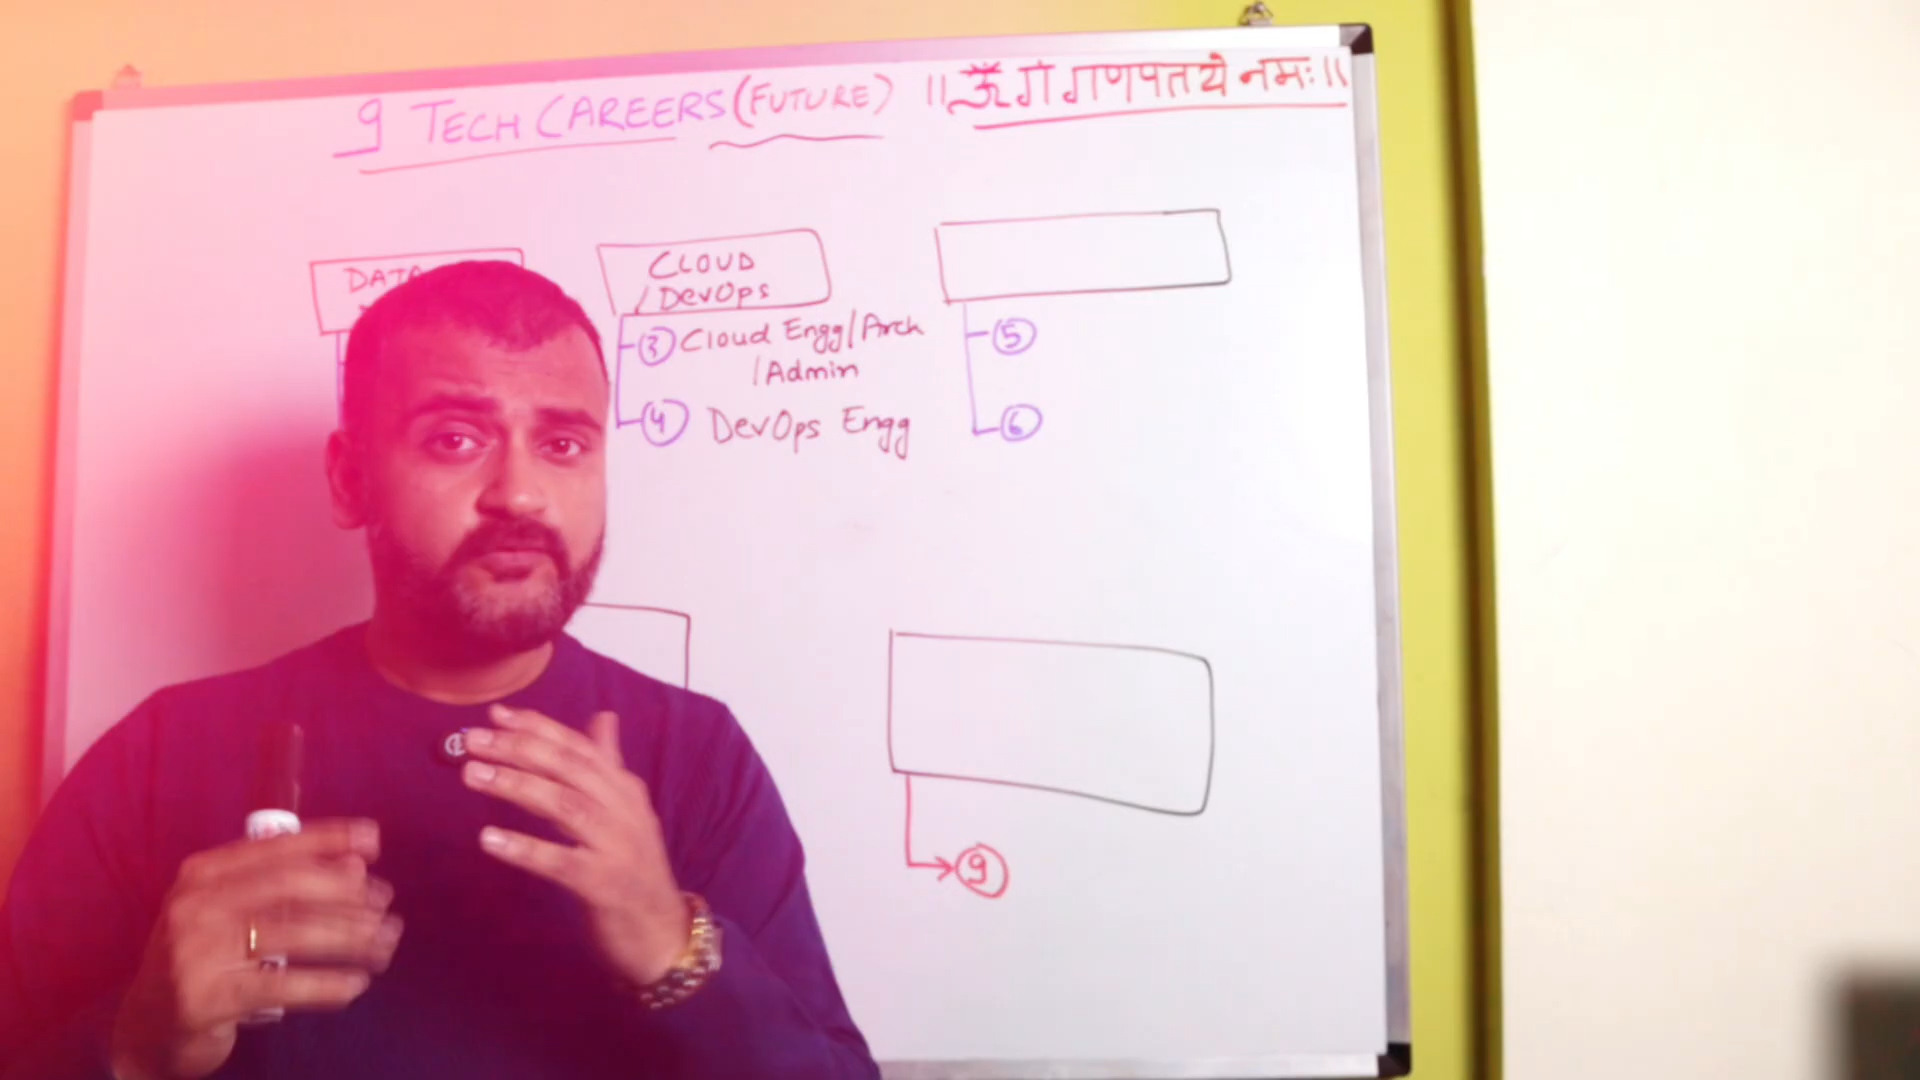 9 TECH CAREERS (FUTURE) ॥ ॐ गं गणपतये नमः ॥
DATA
CLOUD
/DevOps
3 Cloud Engg/Arch
/Admin
4 DevOps Engg
5
6
9